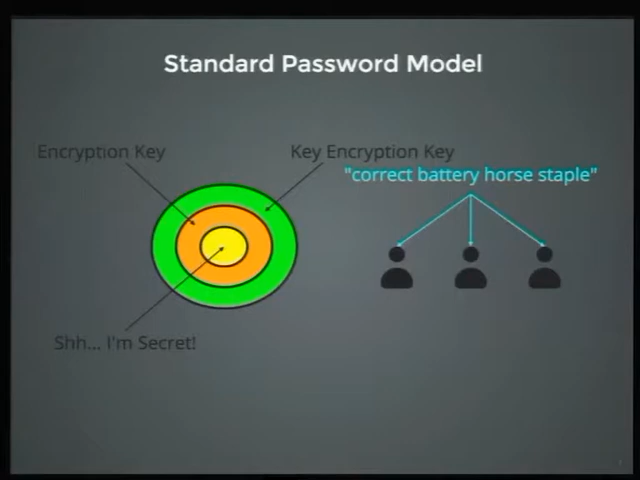 Standard Password Model
Encryption Key
Key Encryption Key
"correct battery horse staple"
Shh... I'm Secret!